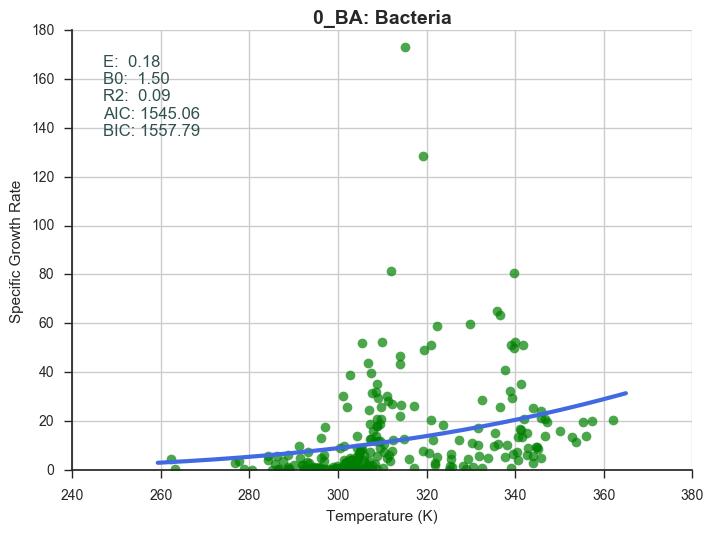 0_BA: Bacteria
180
160
140
120
100
80
60
40
20
0
E: 0.18
B0: 1.50
R2: 0.09
AIC: 1545.06
BIC: 1557.79
Specific Growth Rate
240 260 280 300 320 340 360 380
Temperature (K)